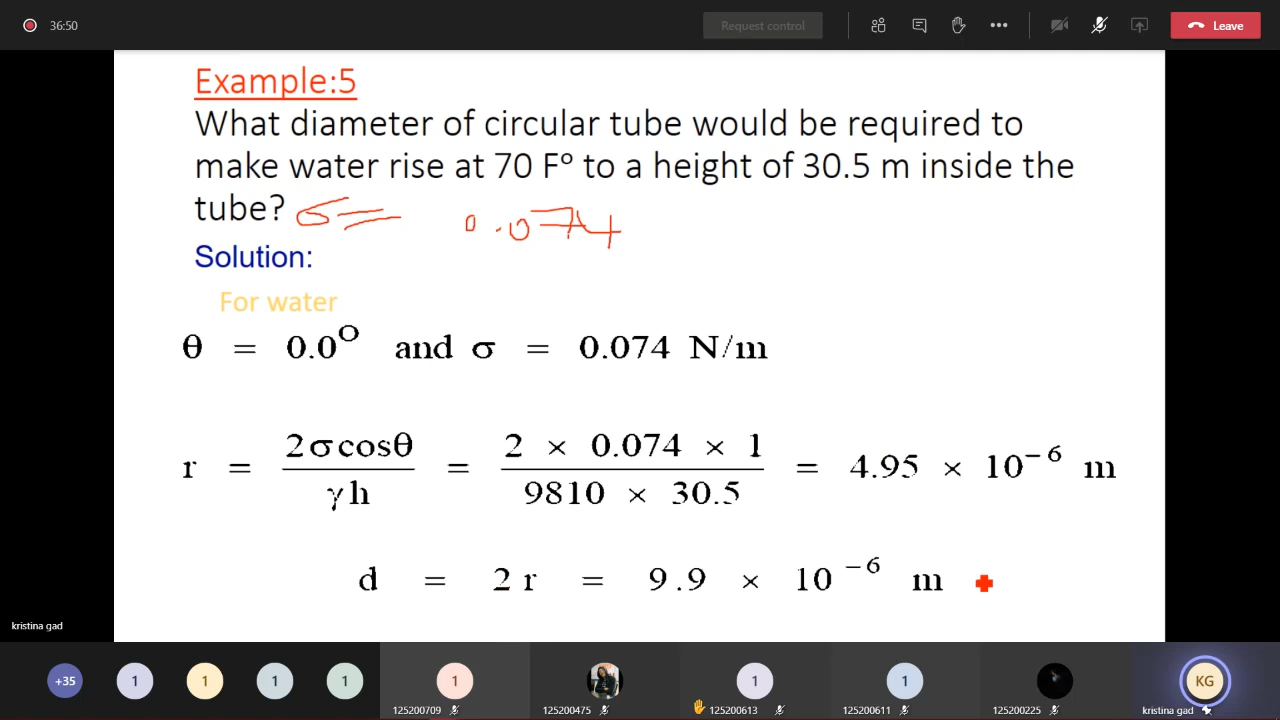 36:50
Request control
Leave
Example:5
What diameter of circular tube would be required to
make water rise at 70 Fº to a height of 30.5 m inside the
tube? σ = 0.074
Solution:
For water
θ = 0.0⁰ and σ = 0.074 N/m
r = 2σcosθ / γh = 2 × 0.074 × 1 / 9810 × 30.5 = 4.95 × 10⁻⁶ m
d = 2 r = 9.9 × 10⁻⁶ m
kristina gad
+35 1 1 1 1 1 1 1 KG
125200709 125200475 125200613 125200611 125200225 kristina gad